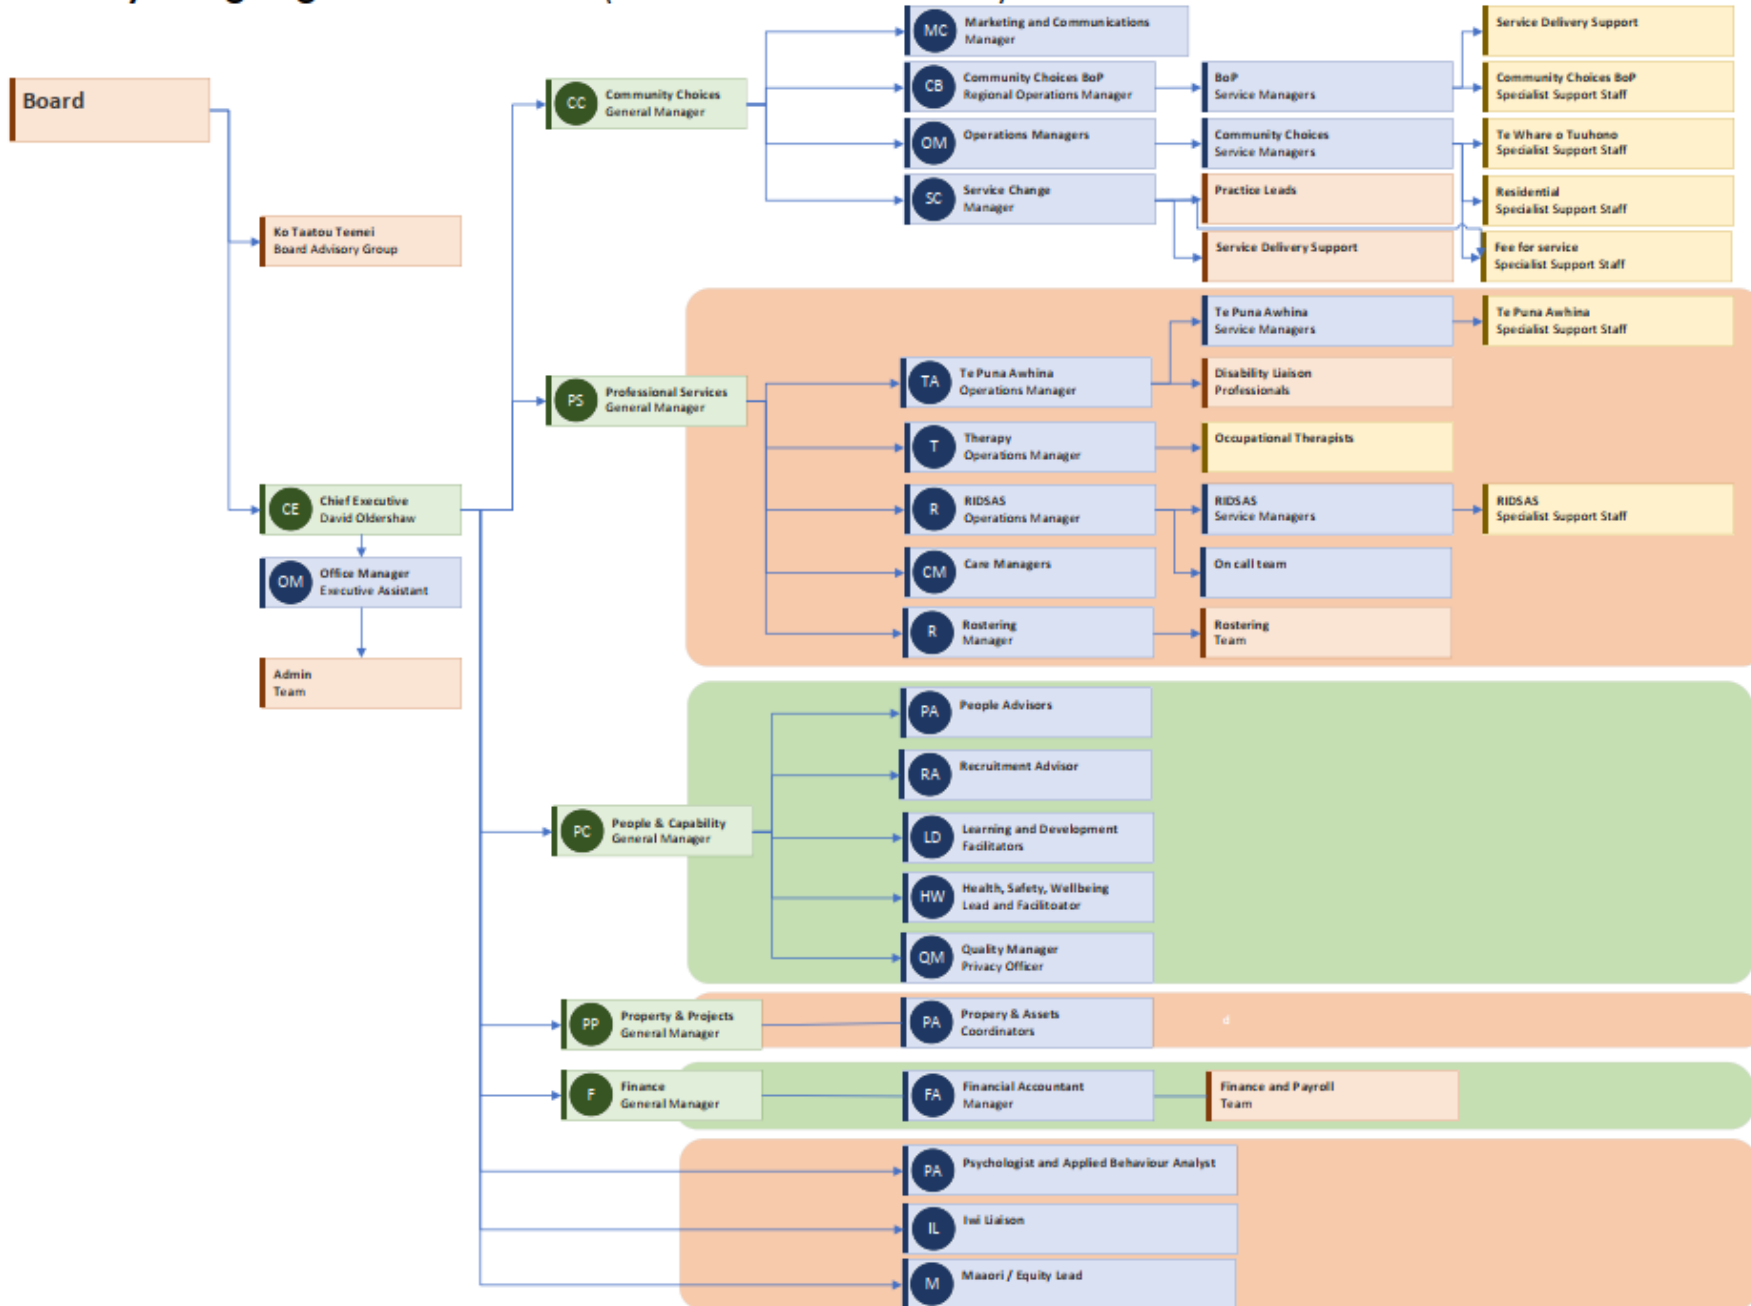 Board
Ko Taatou Teenei
Board Advisory Group
CE
Chief Executive
David Oldershaw
OM
Office Manager
Executive Assistant
Admin
Team
CC
Community Choices
General Manager
MC
Marketing and Communications
Manager
CB
Community Choices BoP
Regional Operations Manager
BoP
Service Managers
Service Delivery Support
Community Choices BoP
Specialist Support Staff
OM
Operations Managers
Community Choices
Service Managers
Te Whare o Tuuhono
Specialist Support Staff
SC
Service Change
Manager
Practice Leads
Residential
Specialist Support Staff
Service Delivery Support
Fee for service
Specialist Support Staff
PS
Professional Services
General Manager
TA
Te Puna Awhina
Operations Manager
Te Puna Awhina
Service Managers
Te Puna Awhina
Specialist Support Staff
Disability Liaison
Professionals
T
Therapy
Operations Manager
Occupational Therapists
R
RIDSAS
Operations Manager
RIDSAS
Service Managers
RIDSAS
Specialist Support Staff
On call team
CM
Care Managers
R
Rostering
Manager
Rostering
Team
PC
People & Capability
General Manager
PA
People Advisors
RA
Recruitment Advisor
LD
Learning and Development
Facilitators
HW
Health, Safety, Wellbeing
Lead and Facilitoator
QM
Quality Manager
Privacy Officer
PP
Property & Projects
General Manager
PA
Propery & Assets
Coordinators
d
F
Finance
General Manager
FA
Financial Accountant
Manager
Finance and Payroll
Team
PA
Psychologist and Applied Behaviour Analyst
IL
Iwi Liaison
M
Maaori / Equity Lead